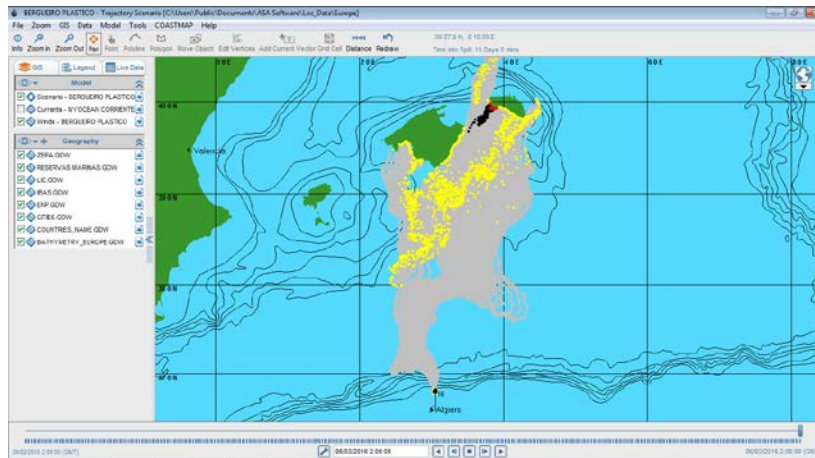 BERGUEIRO PLASTICO - Trajectory Scenario [C:\Users\Public\Documents\ASA Software\Loc_Data\Europe]
File Zoom GIS Data Model Tools COASTMAP Help
Info Zoom In Zoom Out Pan Point Polyline Polygon Move Object Edit Vertices Add Current Vector Grid Cell Distance Redraw
Time into Spill: 10 Days 0 mins
GIS Legend Live Data
Model
Scenario - BERGUEIRO PLASTICO
Currents - MYOCEAN CORRIENTE
Winds - BERGUEIRO PLASTICO
Geography
ZEPA.GDW
RESERVAS MARINAS.GDW
LIC.GDW
IBAS.GDW
ENP.GDW
CITIES.GDW
COUNTRIES_NAME.GDW
BATHYMETRY_EUROPE.GDW
Valencia
Algiers
06/03/2016 2:00:00